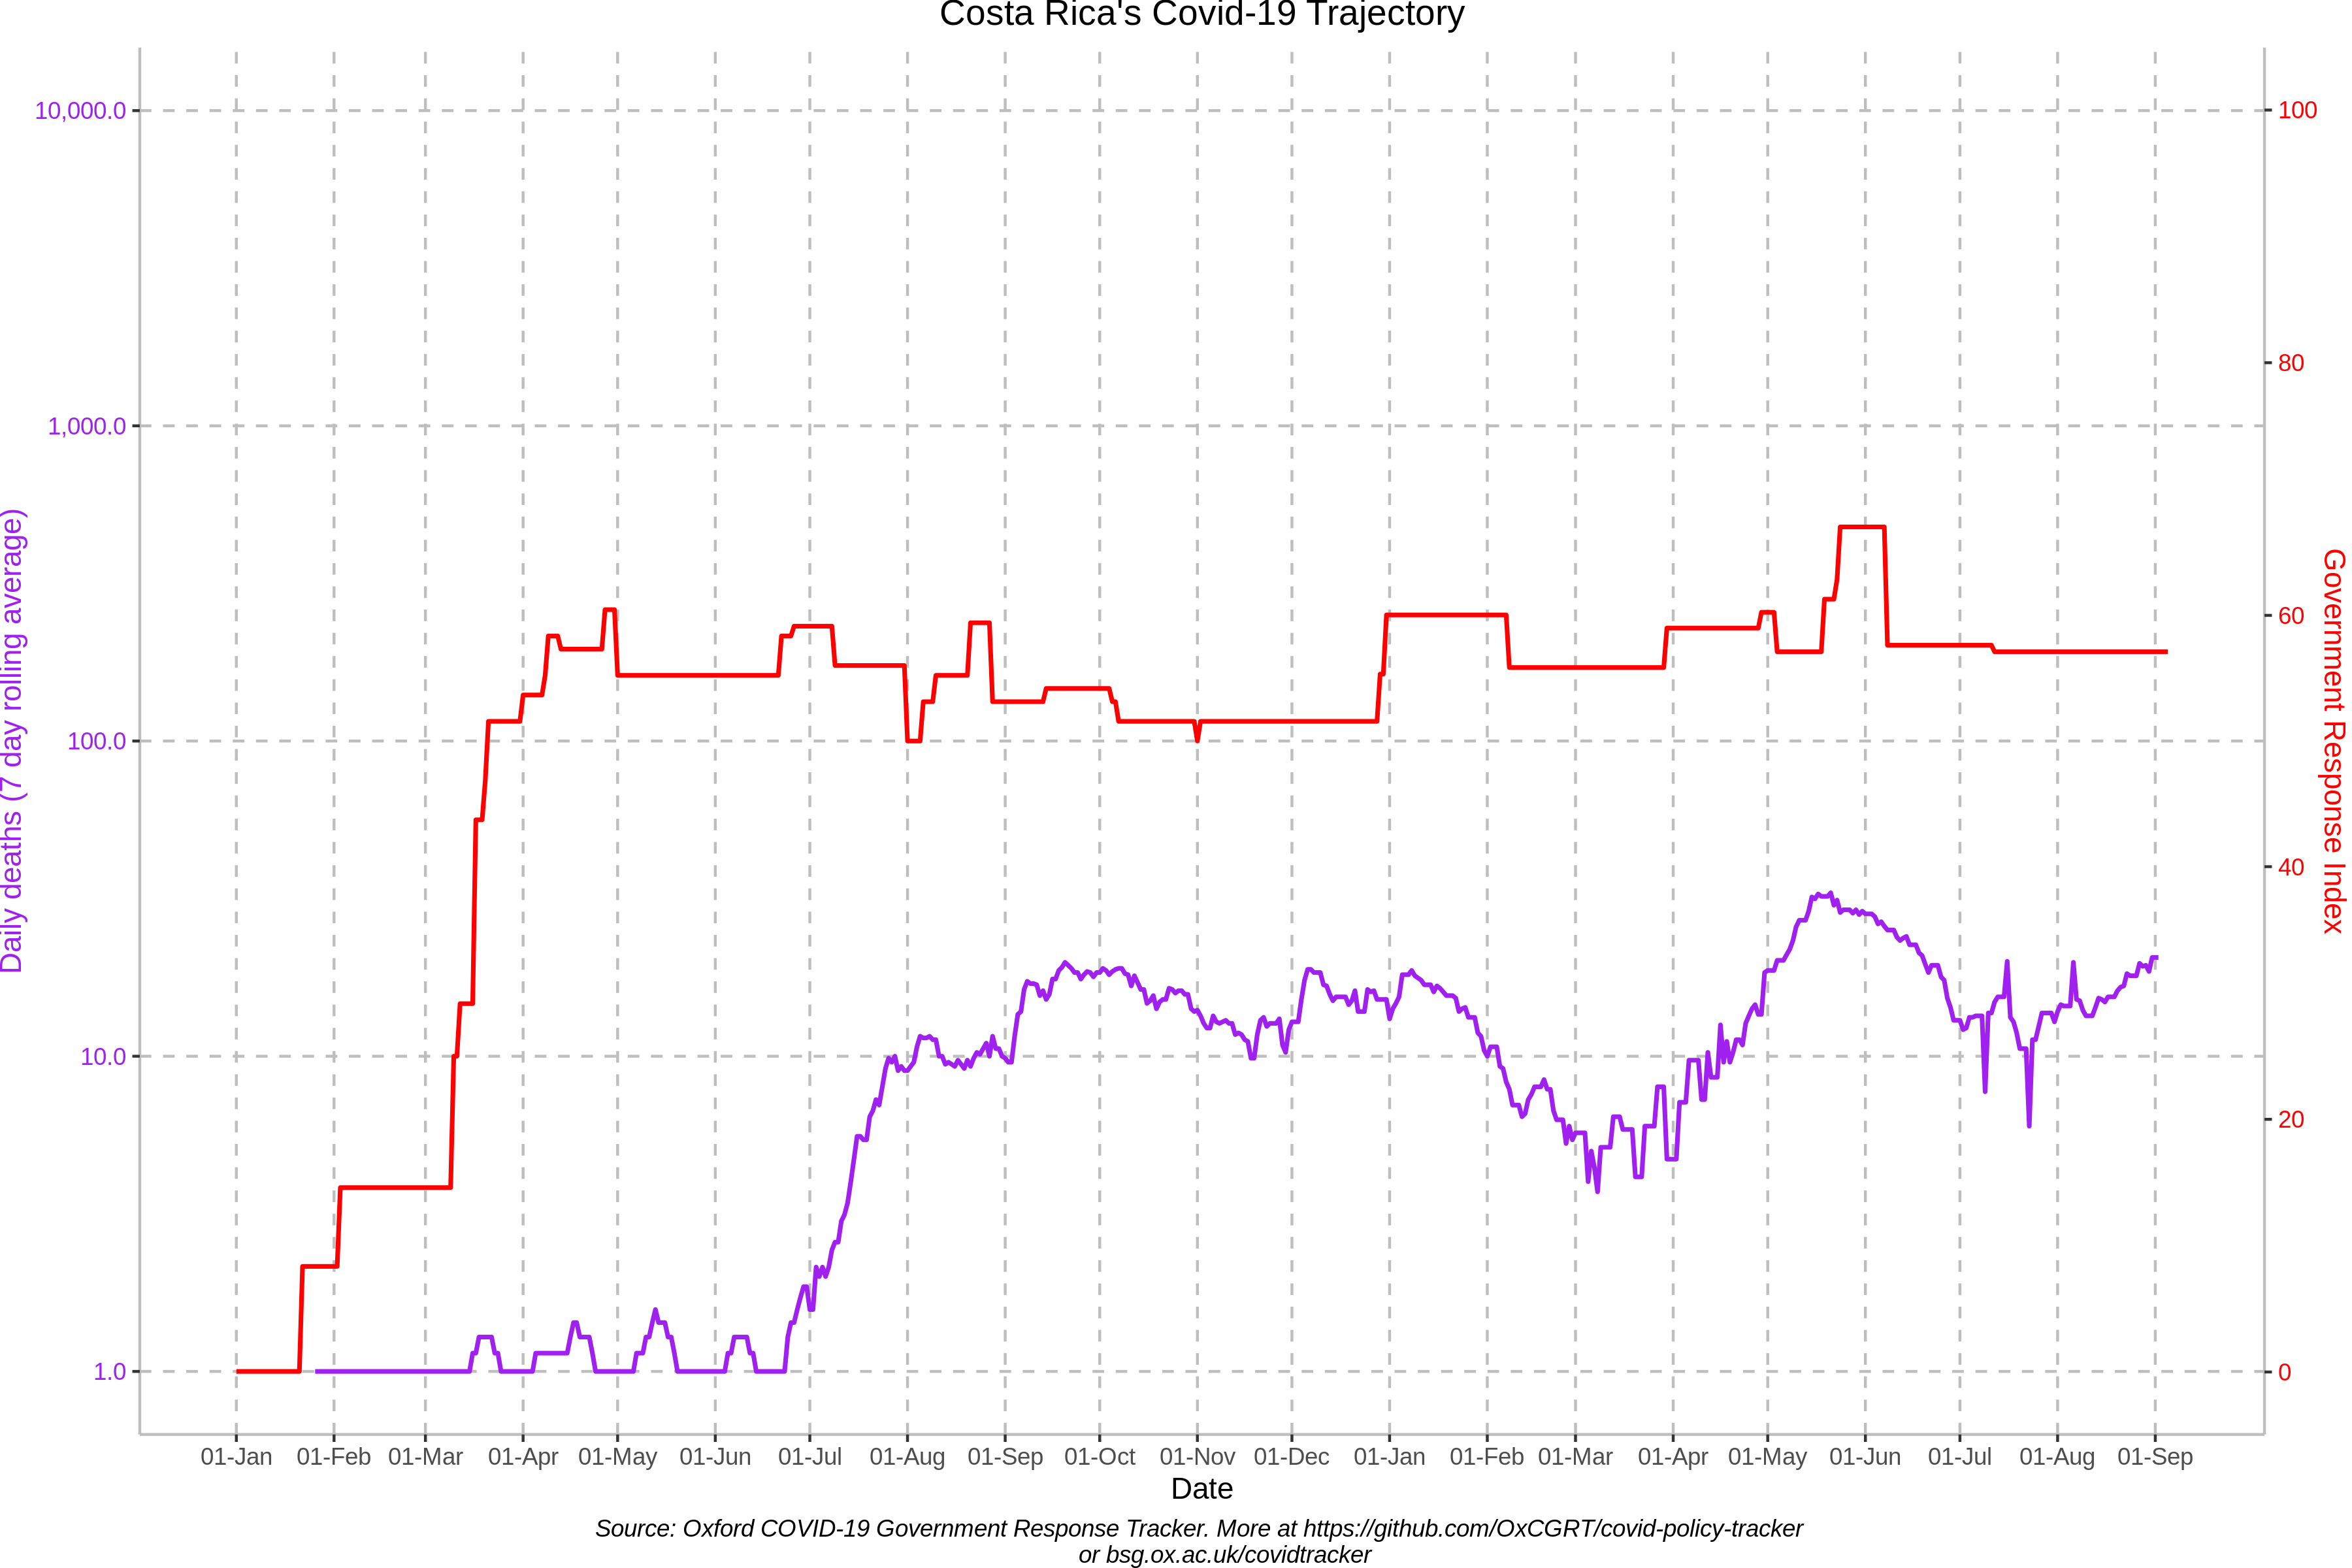 Costa Rica's Covid-19 Trajectory
10,000.0
1,000.0
100.0
10.0
1.0
Daily deaths (7 day rolling average)
100
80
60
40
20
0
Government Response Index
01-Jan 01-Feb 01-Mar 01-Apr 01-May 01-Jun 01-Jul 01-Aug 01-Sep 01-Oct 01-Nov 01-Dec 01-Jan 01-Feb 01-Mar 01-Apr 01-May 01-Jun 01-Jul 01-Aug 01-Sep
Date
Source: Oxford COVID-19 Government Response Tracker. More at https://github.com/OxCGRT/covid-policy-tracker
or bsg.ox.ac.uk/covidtracker